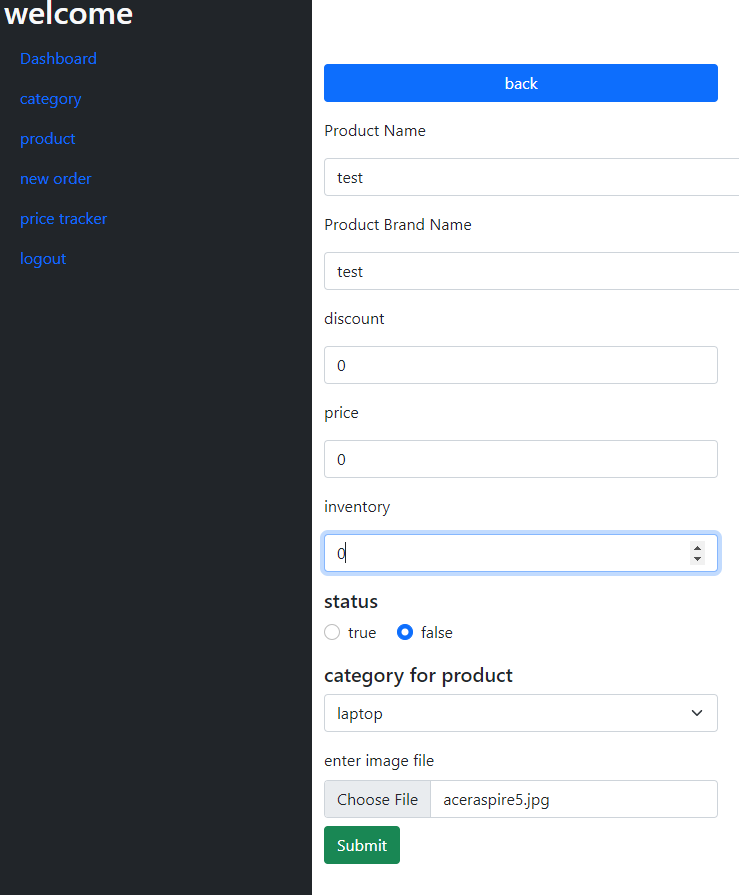 welcome
Dashboard
category
product
new order
price tracker
logout
back
Product Name
test
Product Brand Name
test
discount
0
price
0
inventory
0
status
true false
category for product
laptop
enter image file
Choose File aceraspire5.jpg
Submit